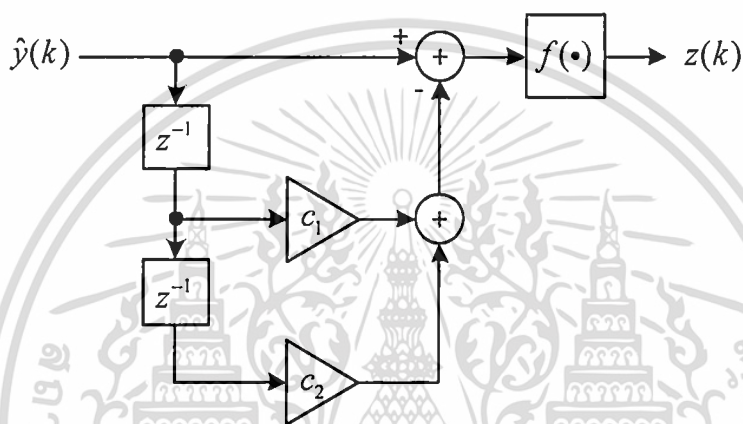 ŷ(k) + + f(•) z(k)
-
z⁻¹
c₁ +
z⁻¹
c₂